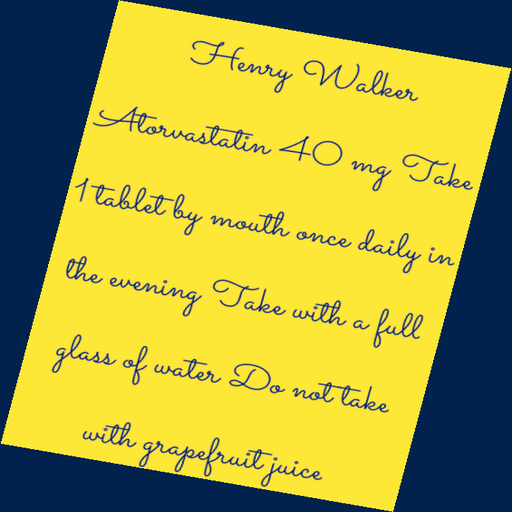 Henry Walker
Atorvastatin 40 mg Take
1 tablet by mouth once daily in
the evening Take with a full
glass of water Do not take
with grapefruit juice